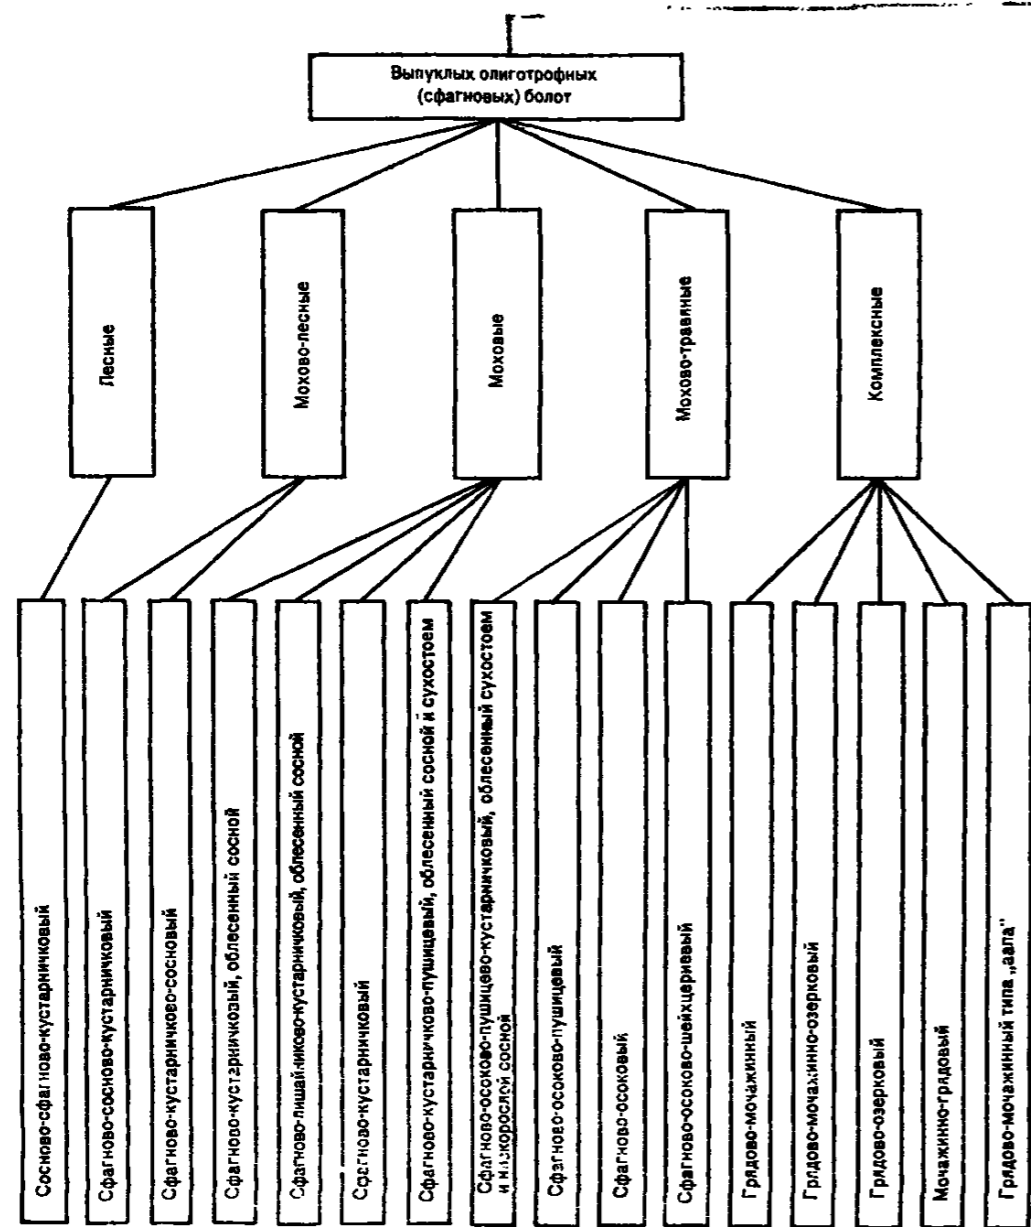 Выпуклых олиготрофных
(сфагновых) болот
Лесные
Мохово-лесные
Моховые
Мохово-травяные
Комплексные
Сосново-сфагново-кустарничковый
Сфагново-сосново-кустарничковый
Сфагново-кустарничково-сосновый
Сфагново-кустарничковый, облесенный сосной
Сфагново-лишайниково-кустарничковый, облесенный сосной
Сфагново-кустарничковый
Сфагново-кустарничково-пушицевый, облесенный сосной и сухостоем
Сфагново-осоково-пушицево-кустарничковый, облесенный сухостоем
и низкорослой сосной
Сфагново-осоково-пушицевый
Сфагново-осоковый
Сфагново-осоково-шейхцериевый
Грядово-мочажинный
Грядово-мочажинно-озерковый
Грядово-озерковый
Мочажинно-грядовый
Грядово-мочажинный типа „аапа"